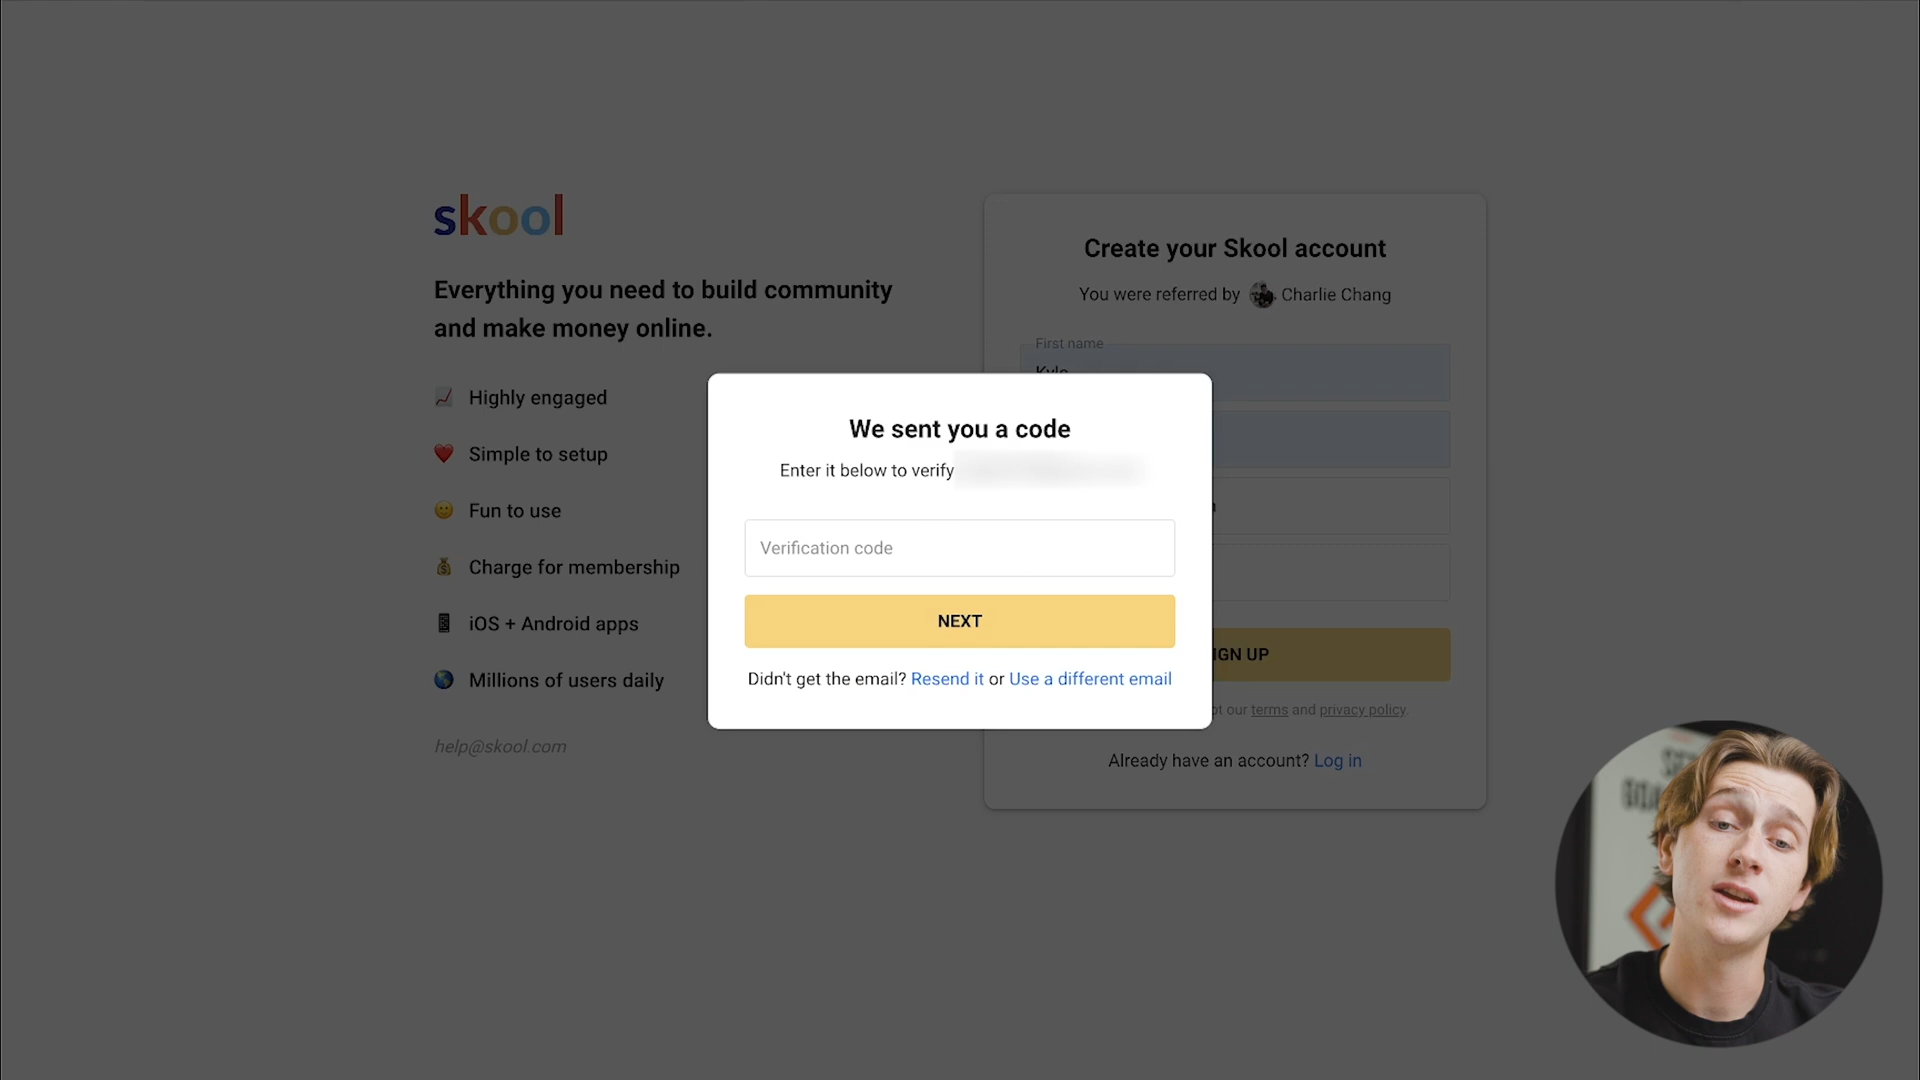 skool
Everything you need to build community
and make money online.
Highly engaged
Simple to setup
Fun to use
Charge for membership
iOS + Android apps
Millions of users daily
help@skool.com
Create your Skool account
You were referred by Charlie Chang
First name
Kyle
We sent you a code
Enter it below to verify
Verification code
NEXT
Didn't get the email? Resend it or Use a different email
IGN UP
our terms and privacy policy.
Already have an account? Log in